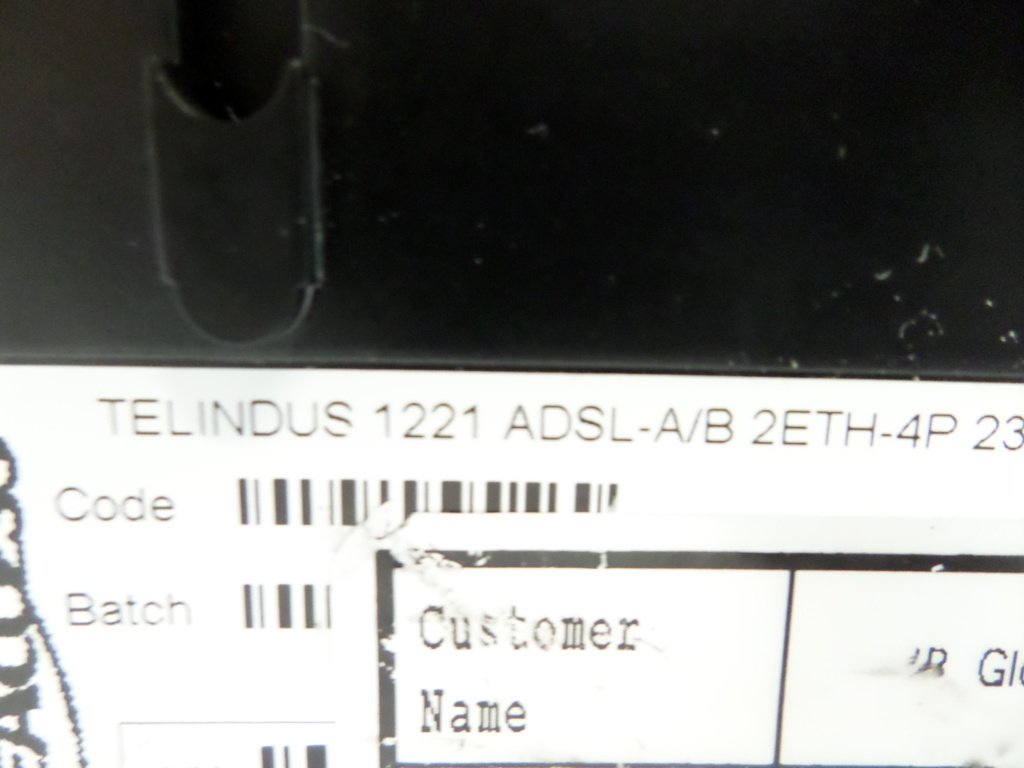 TELINDUS 1221 ADSL-A/B 2ETH-4P 23
Code
Batch
Customer
Name